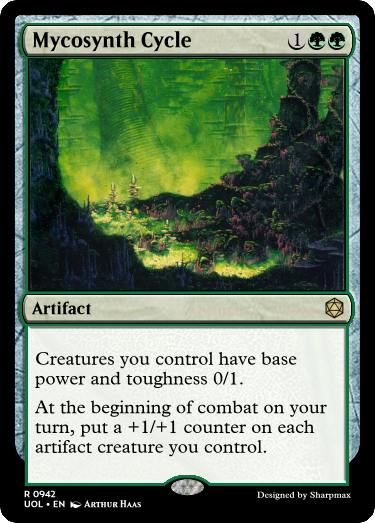 Mycosynth Cycle 1
Artifact
Creatures you control have base
power and toughness 0/1.
At the beginning of combat on your
turn, put a +1/+1 counter on each
artifact creature you control.
R 0942
UOL • EN Arthur Haas
Designed by Sharpmax